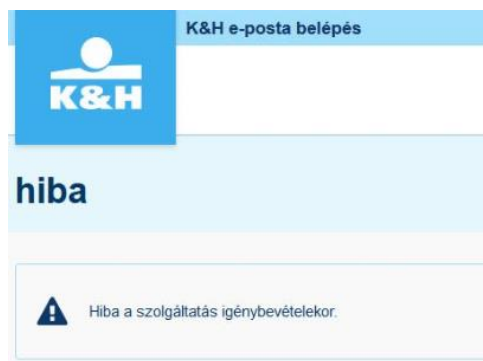 K&H e-posta belépés
K&H
hiba
Hiba a szolgáltatás igénybevételekor.